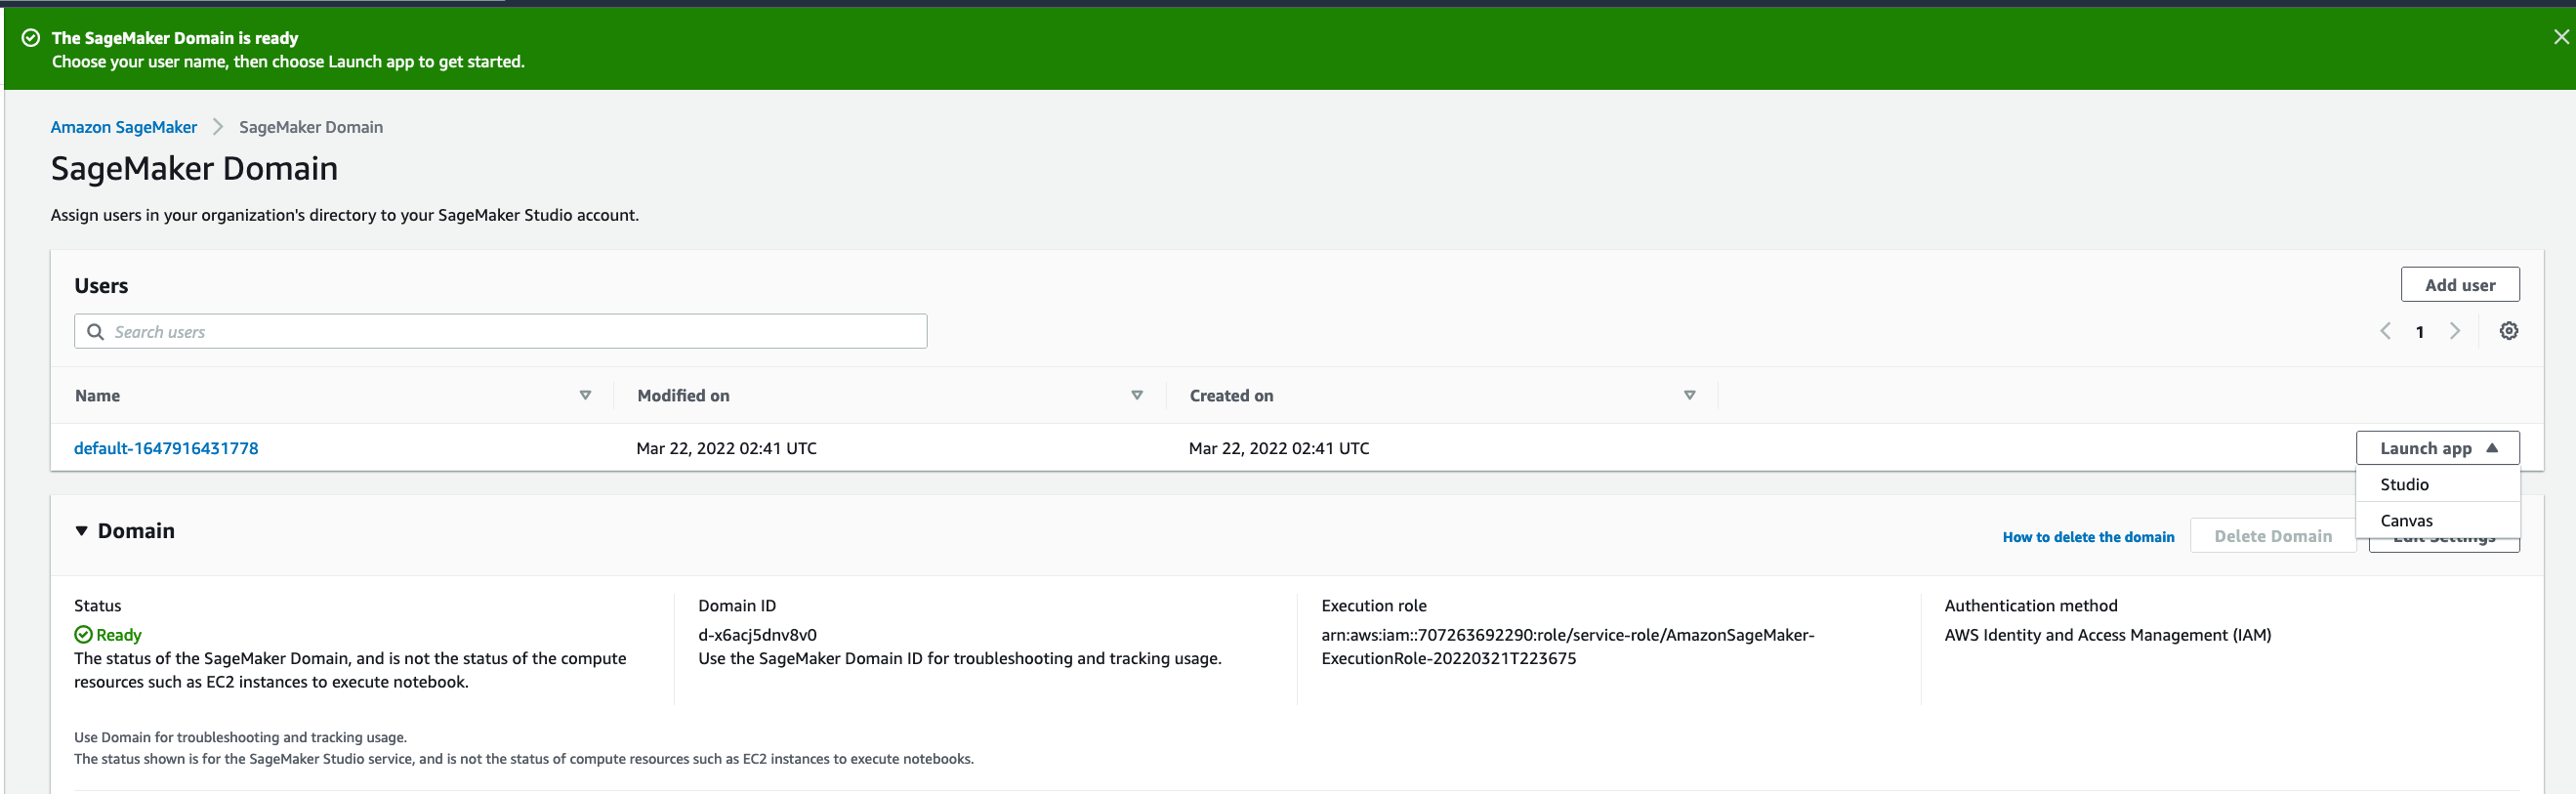 The SageMaker Domain is ready
Choose your user name, then choose Launch app to get started.
Amazon SageMaker > SageMaker Domain
SageMaker Domain
Assign users in your organization's directory to your SageMaker Studio account.
Users
Add user
Search users
1
Name Modified on Created on
default-1647916431778 Mar 22, 2022 02:41 UTC Mar 22, 2022 02:41 UTC Launch app
Studio
Canvas
Domain
How to delete the domain Delete Domain Edit Settings
Status
Ready
The status of the SageMaker Domain, and is not the status of the compute
resources such as EC2 instances to execute notebook.
Domain ID
d-x6acj5dnv8v0
Use the SageMaker Domain ID for troubleshooting and tracking usage.
Execution role
arn:aws:iam::707263692290:role/service-role/AmazonSageMaker-
ExecutionRole-20220321T223675
Authentication method
AWS Identity and Access Management (IAM)
Use Domain for troubleshooting and tracking usage.
The status shown is for the SageMaker Studio service, and is not the status of compute resources such as EC2 instances to execute notebooks.